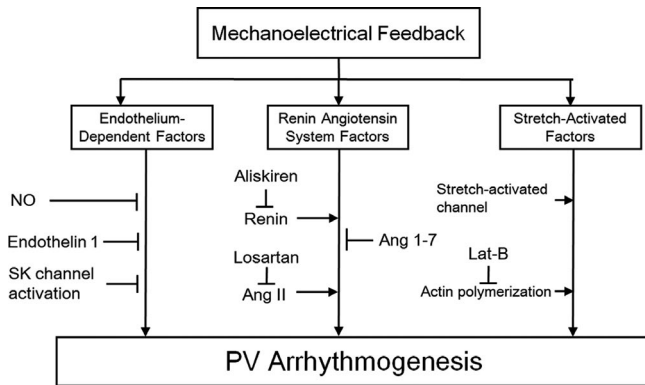 Mechanoelectrical Feedback
Endothelium-
Dependent Factors
Renin Angiotensin
System Factors
Stretch-Activated
Factors
NO
Endothelin 1
SK channel
activation
Aliskiren
Renin
Ang 1-7
Losartan
Ang II
Stretch-activated
channel
Lat-B
Actin polymerization
PV Arrhythmogenesis